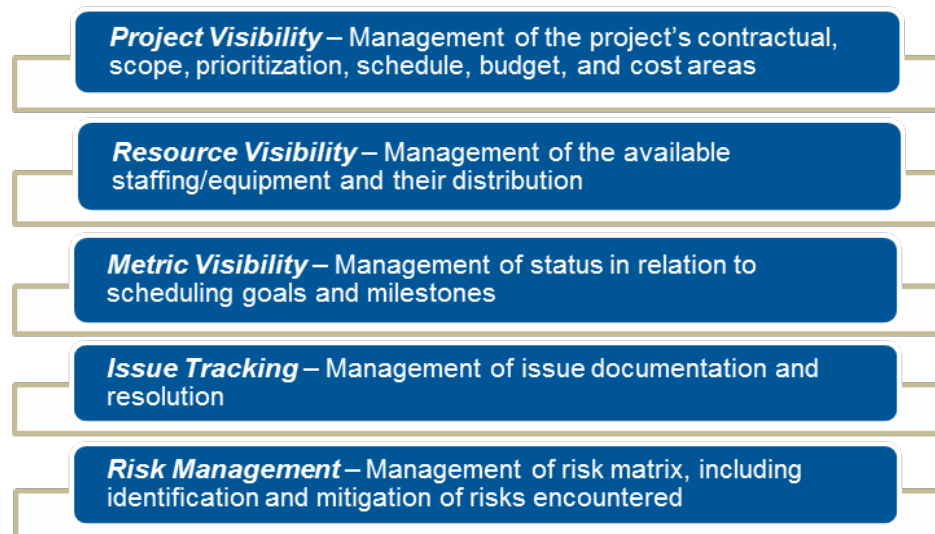 Project Visibility – Management of the project's contractual,
scope, prioritization, schedule, budget, and cost areas
Resource Visibility – Management of the available
staffing/equipment and their distribution
Metric Visibility – Management of status in relation to
scheduling goals and milestones
Issue Tracking – Management of issue documentation and
resolution
Risk Management – Management of risk matrix, including
identification and mitigation of risks encountered